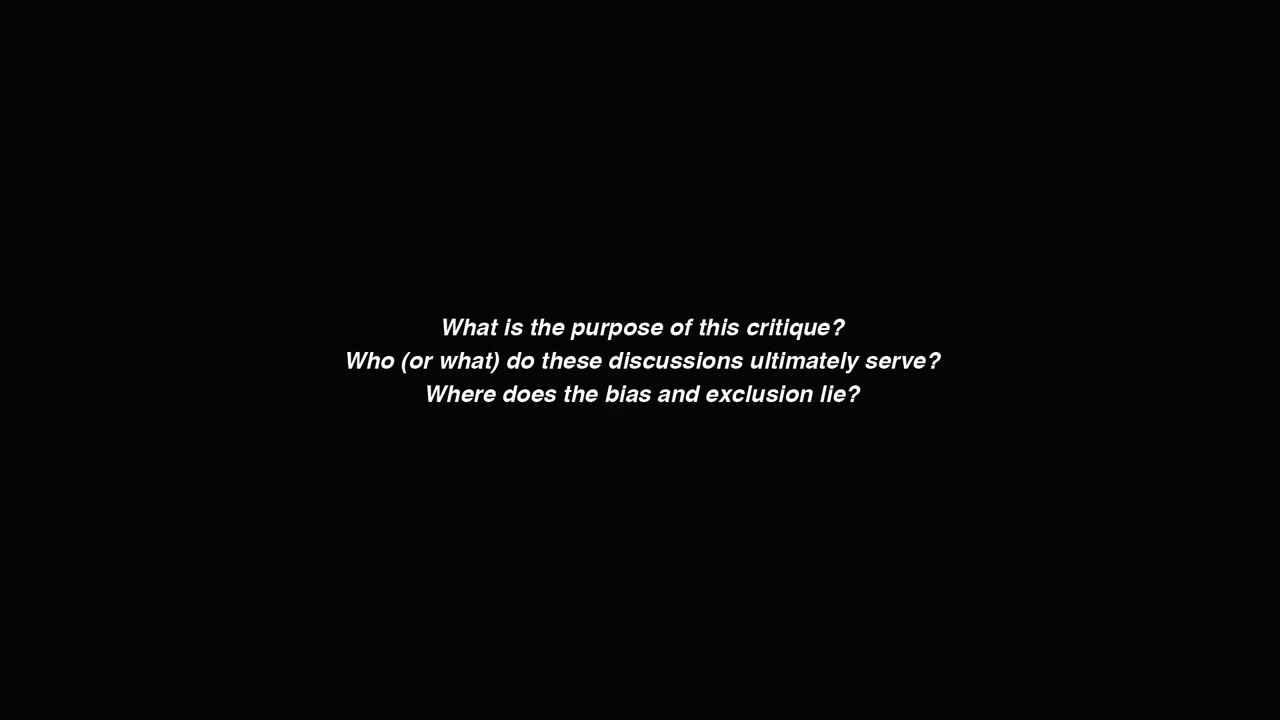 What is the purpose of this critique?
Who (or what) do these discussions ultimately serve?
Where does the bias and exclusion lie?